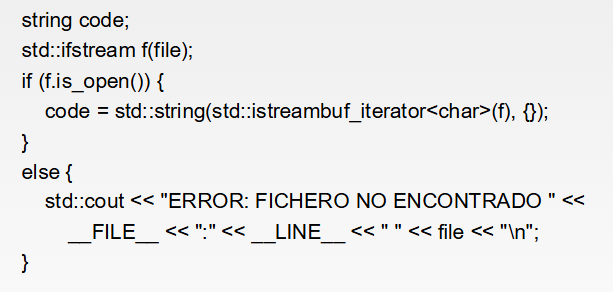 string code;
std::ifstream f(file);
if (f.is_open()) {
code = std::string(std::istreambuf_iterator<char>(f), {});
}
else {
std::cout << "ERROR: FICHERO NO ENCONTRADO " <<
__FILE__ << ":" << __LINE__ << " " << file << "\n";
}